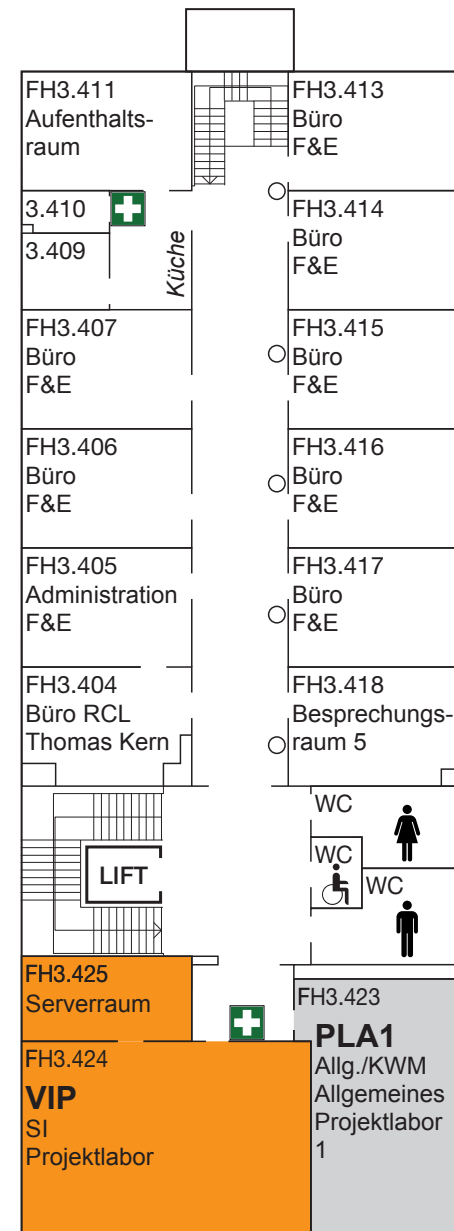 FH3.411
Aufenthalts-
raum
FH3.413
Büro
F&E
3.410
3.409
Küche
FH3.414
Büro
F&E
FH3.407
Büro
F&E
FH3.415
Büro
F&E
FH3.406
Büro
F&E
FH3.416
Büro
F&E
FH3.405
Administration
F&E
FH3.417
Büro
F&E
FH3.404
Büro RCL
Thomas Kern
FH3.418
Besprechungs-
raum 5
LIFT
WC
WC
WC
FH3.425
Serverraum
FH3.423
PLA1
Allg./KWM
Allgemeines
Projektlabor
1
FH3.424
VIP
SI
Projektlabor